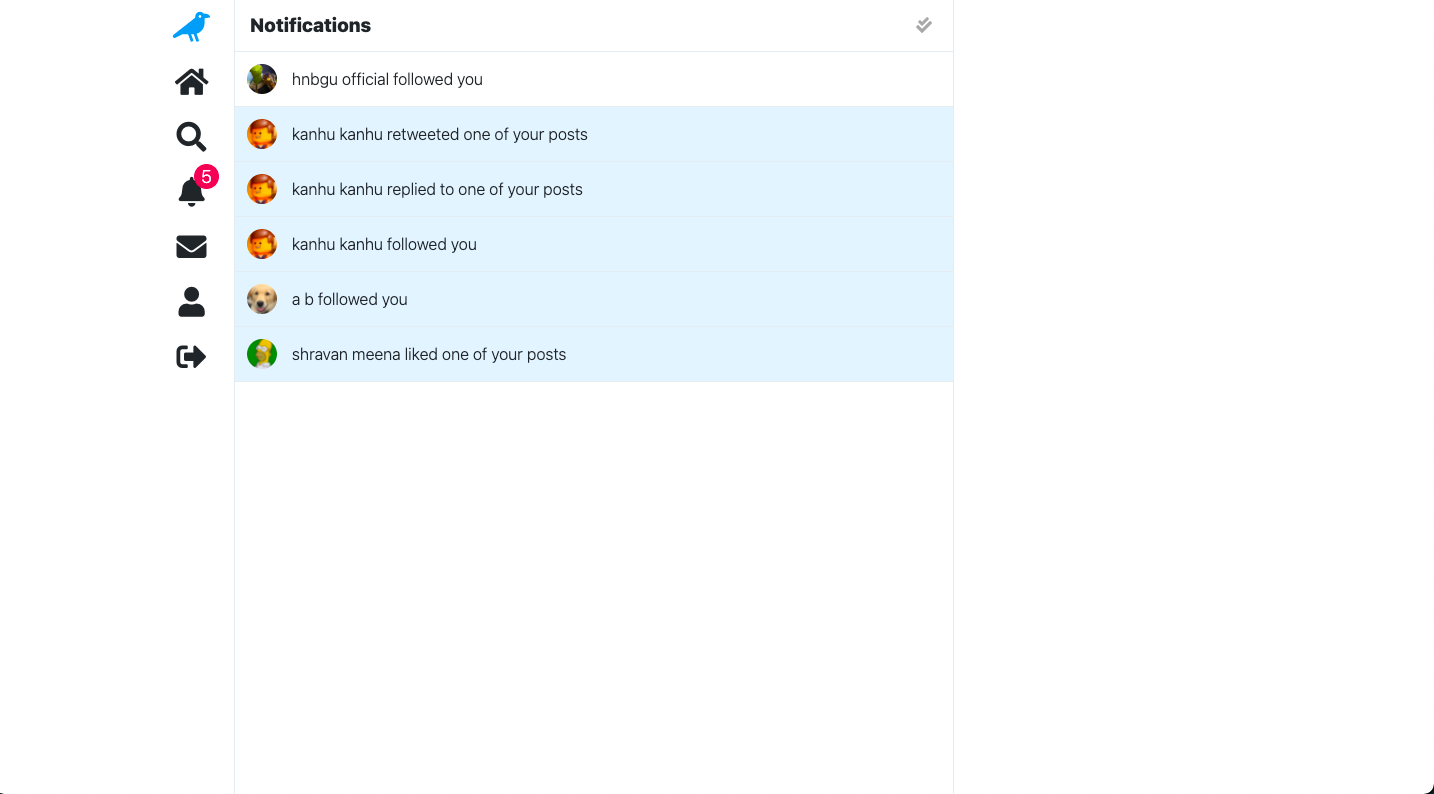 Notifications
hnbgu official followed you
kanhu kanhu retweeted one of your posts
kanhu kanhu replied to one of your posts
5
kanhu kanhu followed you
a b followed you
shravan meena liked one of your posts